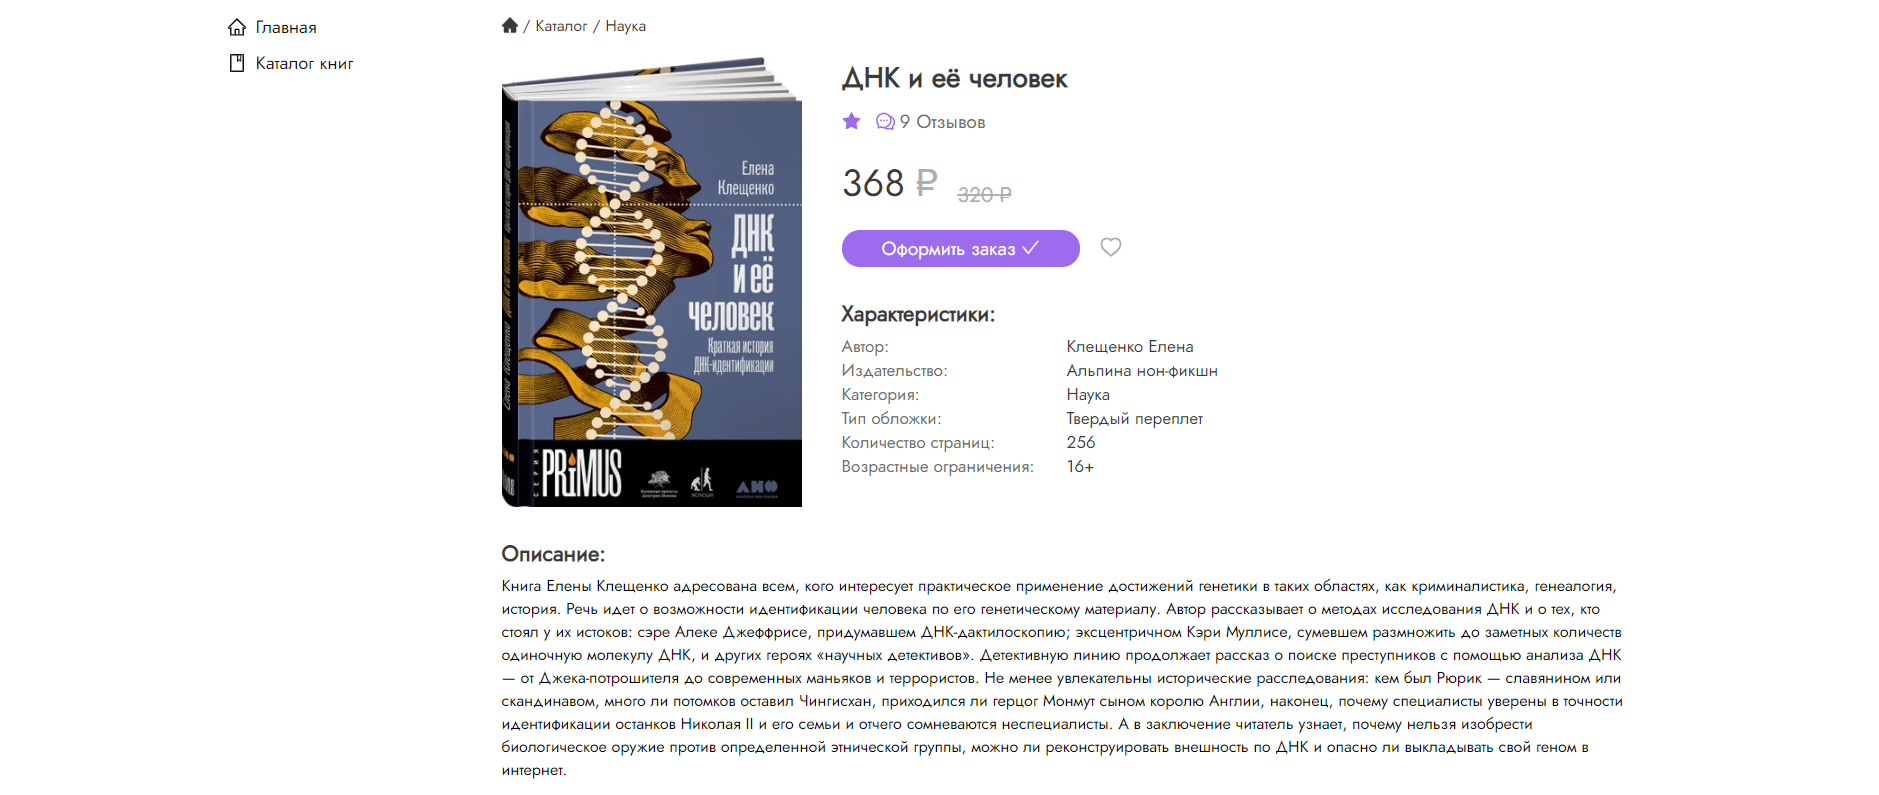 Главная
Каталог книг
/ Каталог / Наука
Елена
Клещенко
ДНК
и её
человек
Краткая история
ДНК-идентификации
Елена Клещенко
ДНК и её человек
СЕРИЯ
PRIMUS
ЭВОЛЮЦИЯ
ДНК и её человек
9 Отзывов
368 ₽ 320 ₽
Оформить заказ ✓
Характеристики:
Автор: Клещенко Елена
Издательство: Альпина нон-фикшн
Категория: Наука
Тип обложки: Твердый переплет
Количество страниц: 256
Возрастные ограничения: 16+
Описание:
Книга Елены Клещенко адресована всем, кого интересует практическое применение достижений генетики в таких областях, как криминалистика, генеалогия,
история. Речь идет о возможности идентификации человека по его генетическому материалу. Автор рассказывает о методах исследования ДНК и о тех, кто
стоял у их истоков: сэре Алеке Джеффрисе, придумавшем ДНК-дактилоскопию; эксцентричном Кэри Муллисе, сумевшем размножить до заметных количеств
одиночную молекулу ДНК, и других героях «научных детективов». Детективную линию продолжает рассказ о поиске преступников с помощью анализа ДНК
— от Джека-потрошителя до современных маньяков и террористов. Не менее увлекательны исторические расследования: кем был Рюрик — славянином или
скандинавом, много ли потомков оставил Чингисхан, приходился ли герцог Монмут сыном королю Англии, наконец, почему специалисты уверены в точности
идентификации останков Николая II и его семьи и отчего сомневаются неспециалисты. А в заключение читатель узнает, почему нельзя изобрести
биологическое оружие против определенной этнической группы, можно ли реконструировать внешность по ДНК и опасно ли выкладывать свой геном в
интернет.